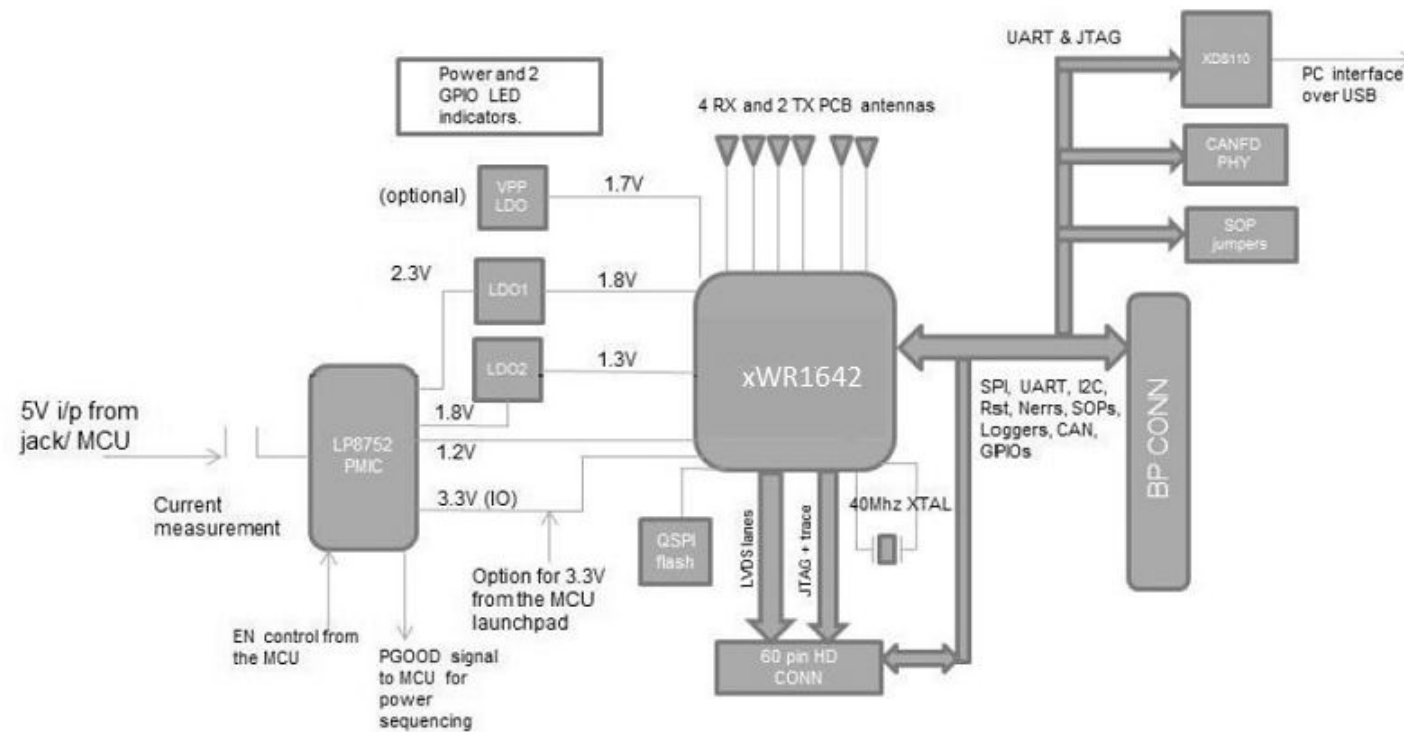 UART & JTAG
XDS110
PC interface
over USB
Power and 2
GPIO LED
indicators.
4 RX and 2 TX PCB antennas
CANFD
PHY
(optional)
VPP
LDO
1.7V
SOP
jumpers
2.3V
LDO1
1.8V
LDO2
1.3V
xWR1642
SPI, UART, I2C,
Rst, Nerrs, SOPs,
Loggers, CAN,
GPIOs
BP CONN
5V i/p from
jack/ MCU
1.8V
LP8752
PMIC
1.2V
Current
measurement
3.3V (IO)
40Mhz XTAL
QSPI
flash
LVDS lanes
JTAG + trace
Option for 3.3V
from the MCU
launchpad
EN control from
the MCU
PGOOD signal
to MCU for
power
sequencing
60 pin HD
CONN